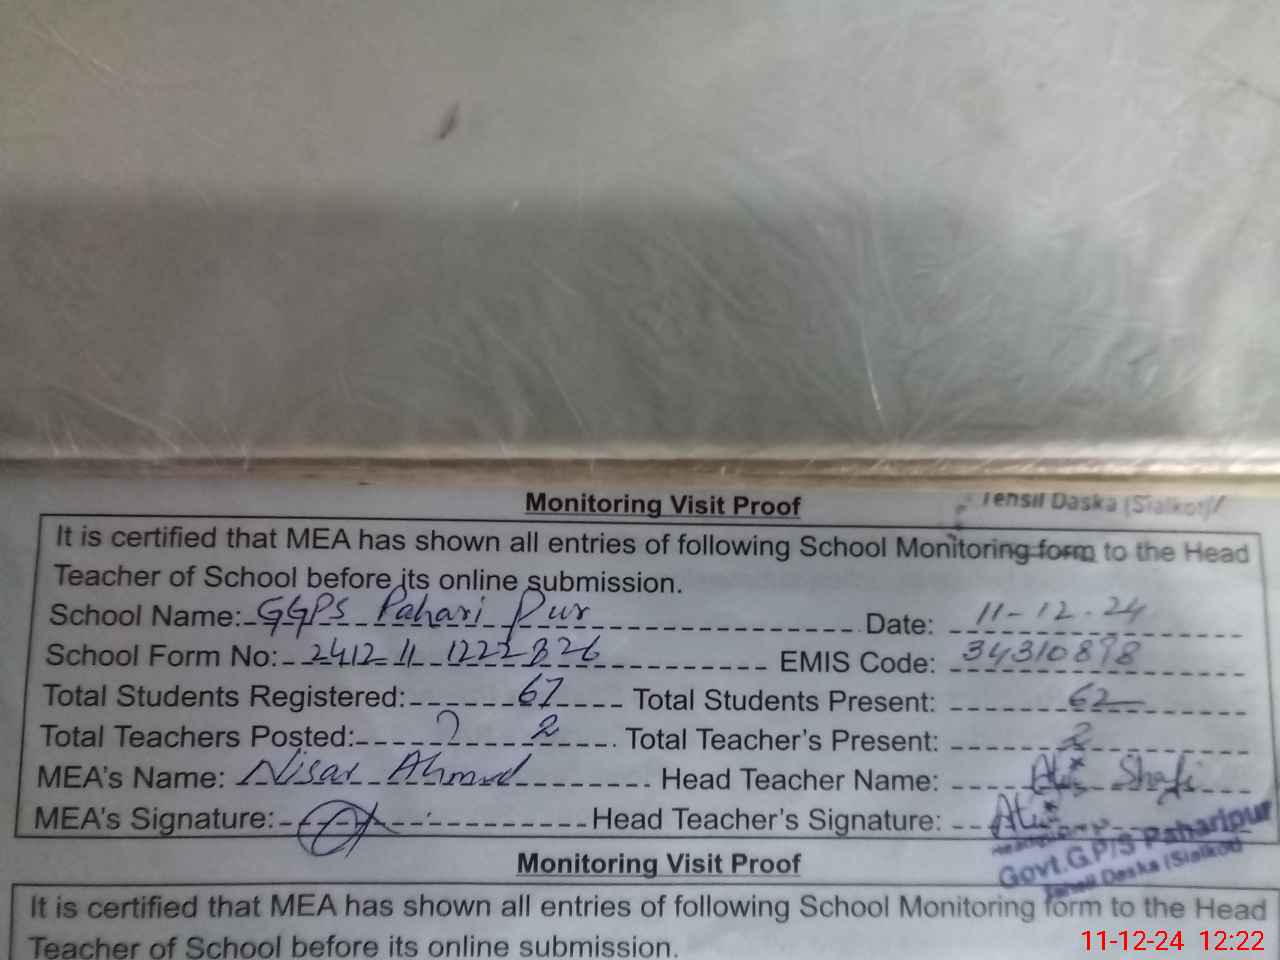 Monitoring Visit Proof
Tehsil Daska (Sialkot)
It is certified that MEA has shown all entries of following School Monitoring form to the Head
Teacher of School before its online submission.
School Name: GGPS Pahari Pur Date: 11-12-24
School Form No: 2412 11 1222826 EMIS Code: 34310898
Total Students Registered: 67 Total Students Present: 62
Total Teachers Posted: 2 Total Teacher's Present: 2
MEA's Name: Nisar Ahmad Head Teacher Name: Shafi
MEA's Signature: Head Teacher's Signature:
Govt.G.P/S Paharipur
Tehsil Daska (Sialkot)
Monitoring Visit Proof
It is certified that MEA has shown all entries of following School Monitoring form to the Head
Teacher of School before its online submission.
11-12-24 12:22